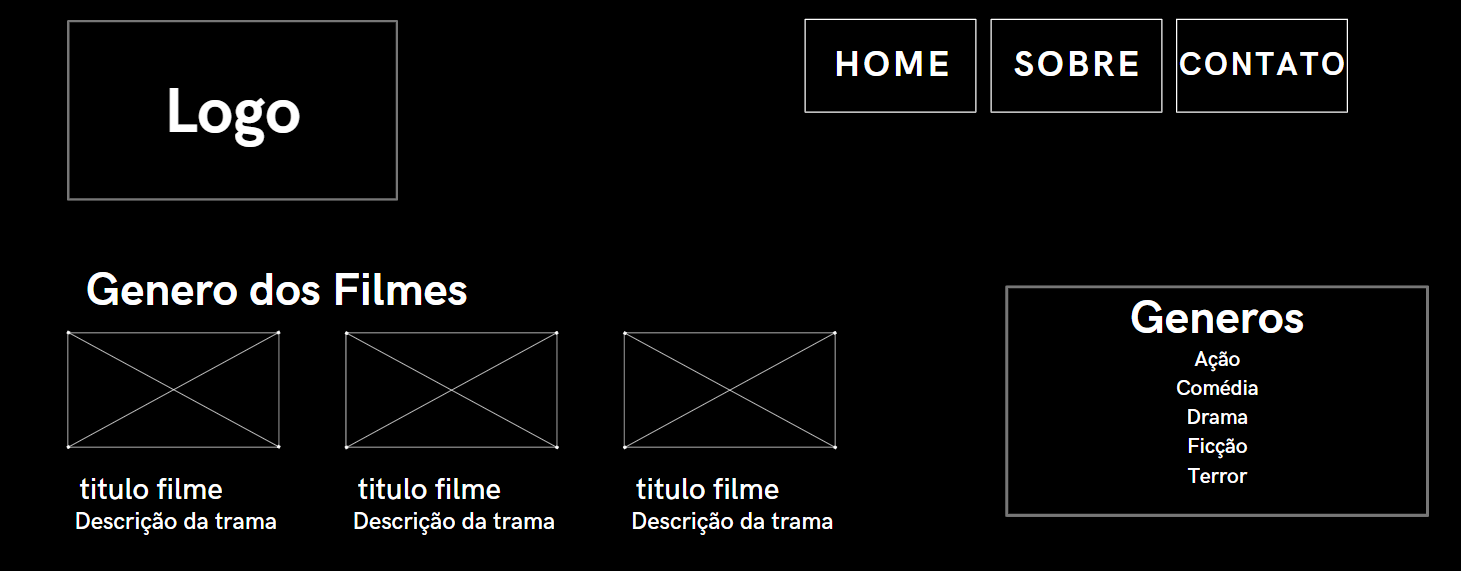 Logo
HOME
SOBRE
CONTATO
Genero dos Filmes
titulo filme
Descrição da trama
titulo filme
Descrição da trama
titulo filme
Descrição da trama
Generos
Ação
Comédia
Drama
Ficção
Terror